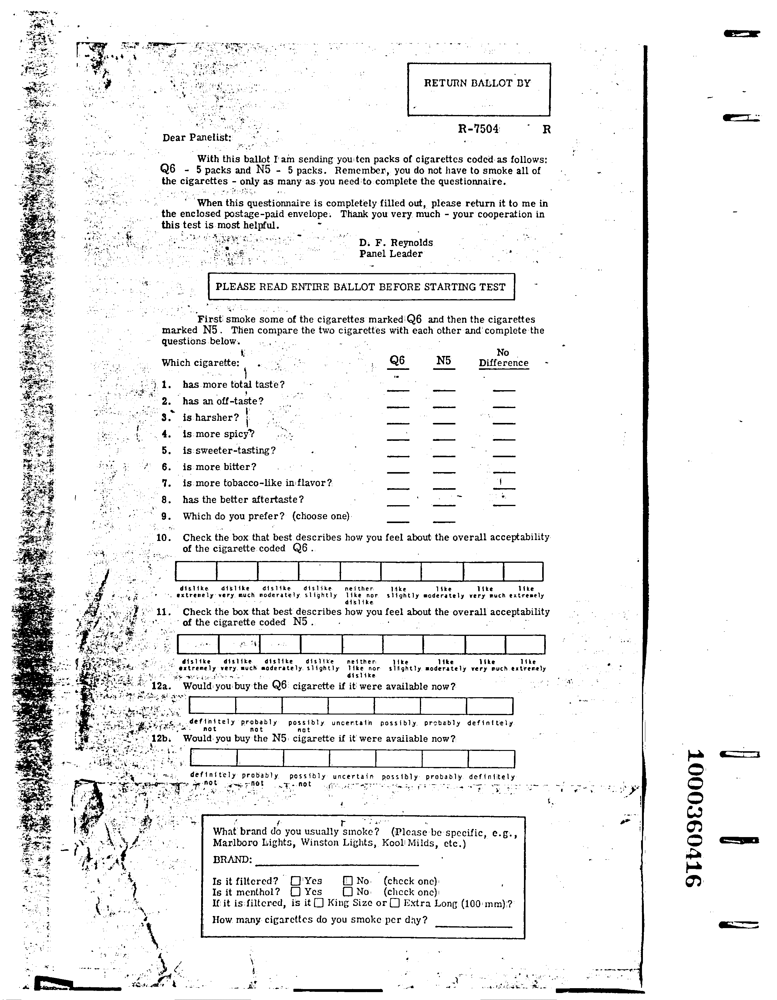 RETURN BALLOT BY
R-7504 R
Dear Panelist:
With this ballot I am sending you ten packs of cigarettes coded as follows:
Q6 - 5 packs and N5 - 5 packs. Remember, you do not have to smoke all of
the cigarettes - only as many as you need to complete the questionnaire.
When this questionnaire is completely filled out, please return it to me in
the enclosed postage-paid envelope. Thank you very much - your cooperation in
this test is most helpful.
D. F. Reynolds
Panel Leader
PLEASE READ ENTIRE BALLOT BEFORE STARTING TEST
First smoke some of the cigarettes marked Q6 and then the cigarettes
marked N5. Then compare the two cigarettes with each other and complete the
questions below.
No
Which cigarette: Q6 N5 Difference
1. has more total taste?
2. has an off-taste?
3. is harsher?
4. is more spicy?
5. is sweeter-tasting?
6. is more bitter?
7. is more tobacco-like in flavor?
8. has the better aftertaste?
9. Which do you prefer? (choose one)
10. Check the box that best describes how you feel about the overall acceptability
of the cigarette coded Q6.
dislike dislike dislike dislike neither like like like like
extremely very much moderately slightly like nor slightly moderately very much extremely
dislike
11. Check the box that best describes how you feel about the overall acceptability
of the cigarette coded N5.
dislike dislike dislike dislike neither like like like like
extremely very much moderately slightly like nor slightly moderately very much extremely
dislike
12a. Would you buy the Q6 cigarette if it were available now?
definitely probably possibly uncertain possibly probably definitely
not not not
12b. Would you buy the N5 cigarette if it were available now?
definitely probably possibly uncertain possibly probably definitely
not not not
What brand do you usually smoke? (Please be specific, e.g.,
Marlboro Lights, Winston Lights, Kool Milds, etc.)
BRAND:
Is it filtered? Yes No (check one)
Is it menthol? Yes No (check one)
If it is filtered, is it King Size or Extra Long (100 mm)?
How many cigarettes do you smoke per day?
1000360416